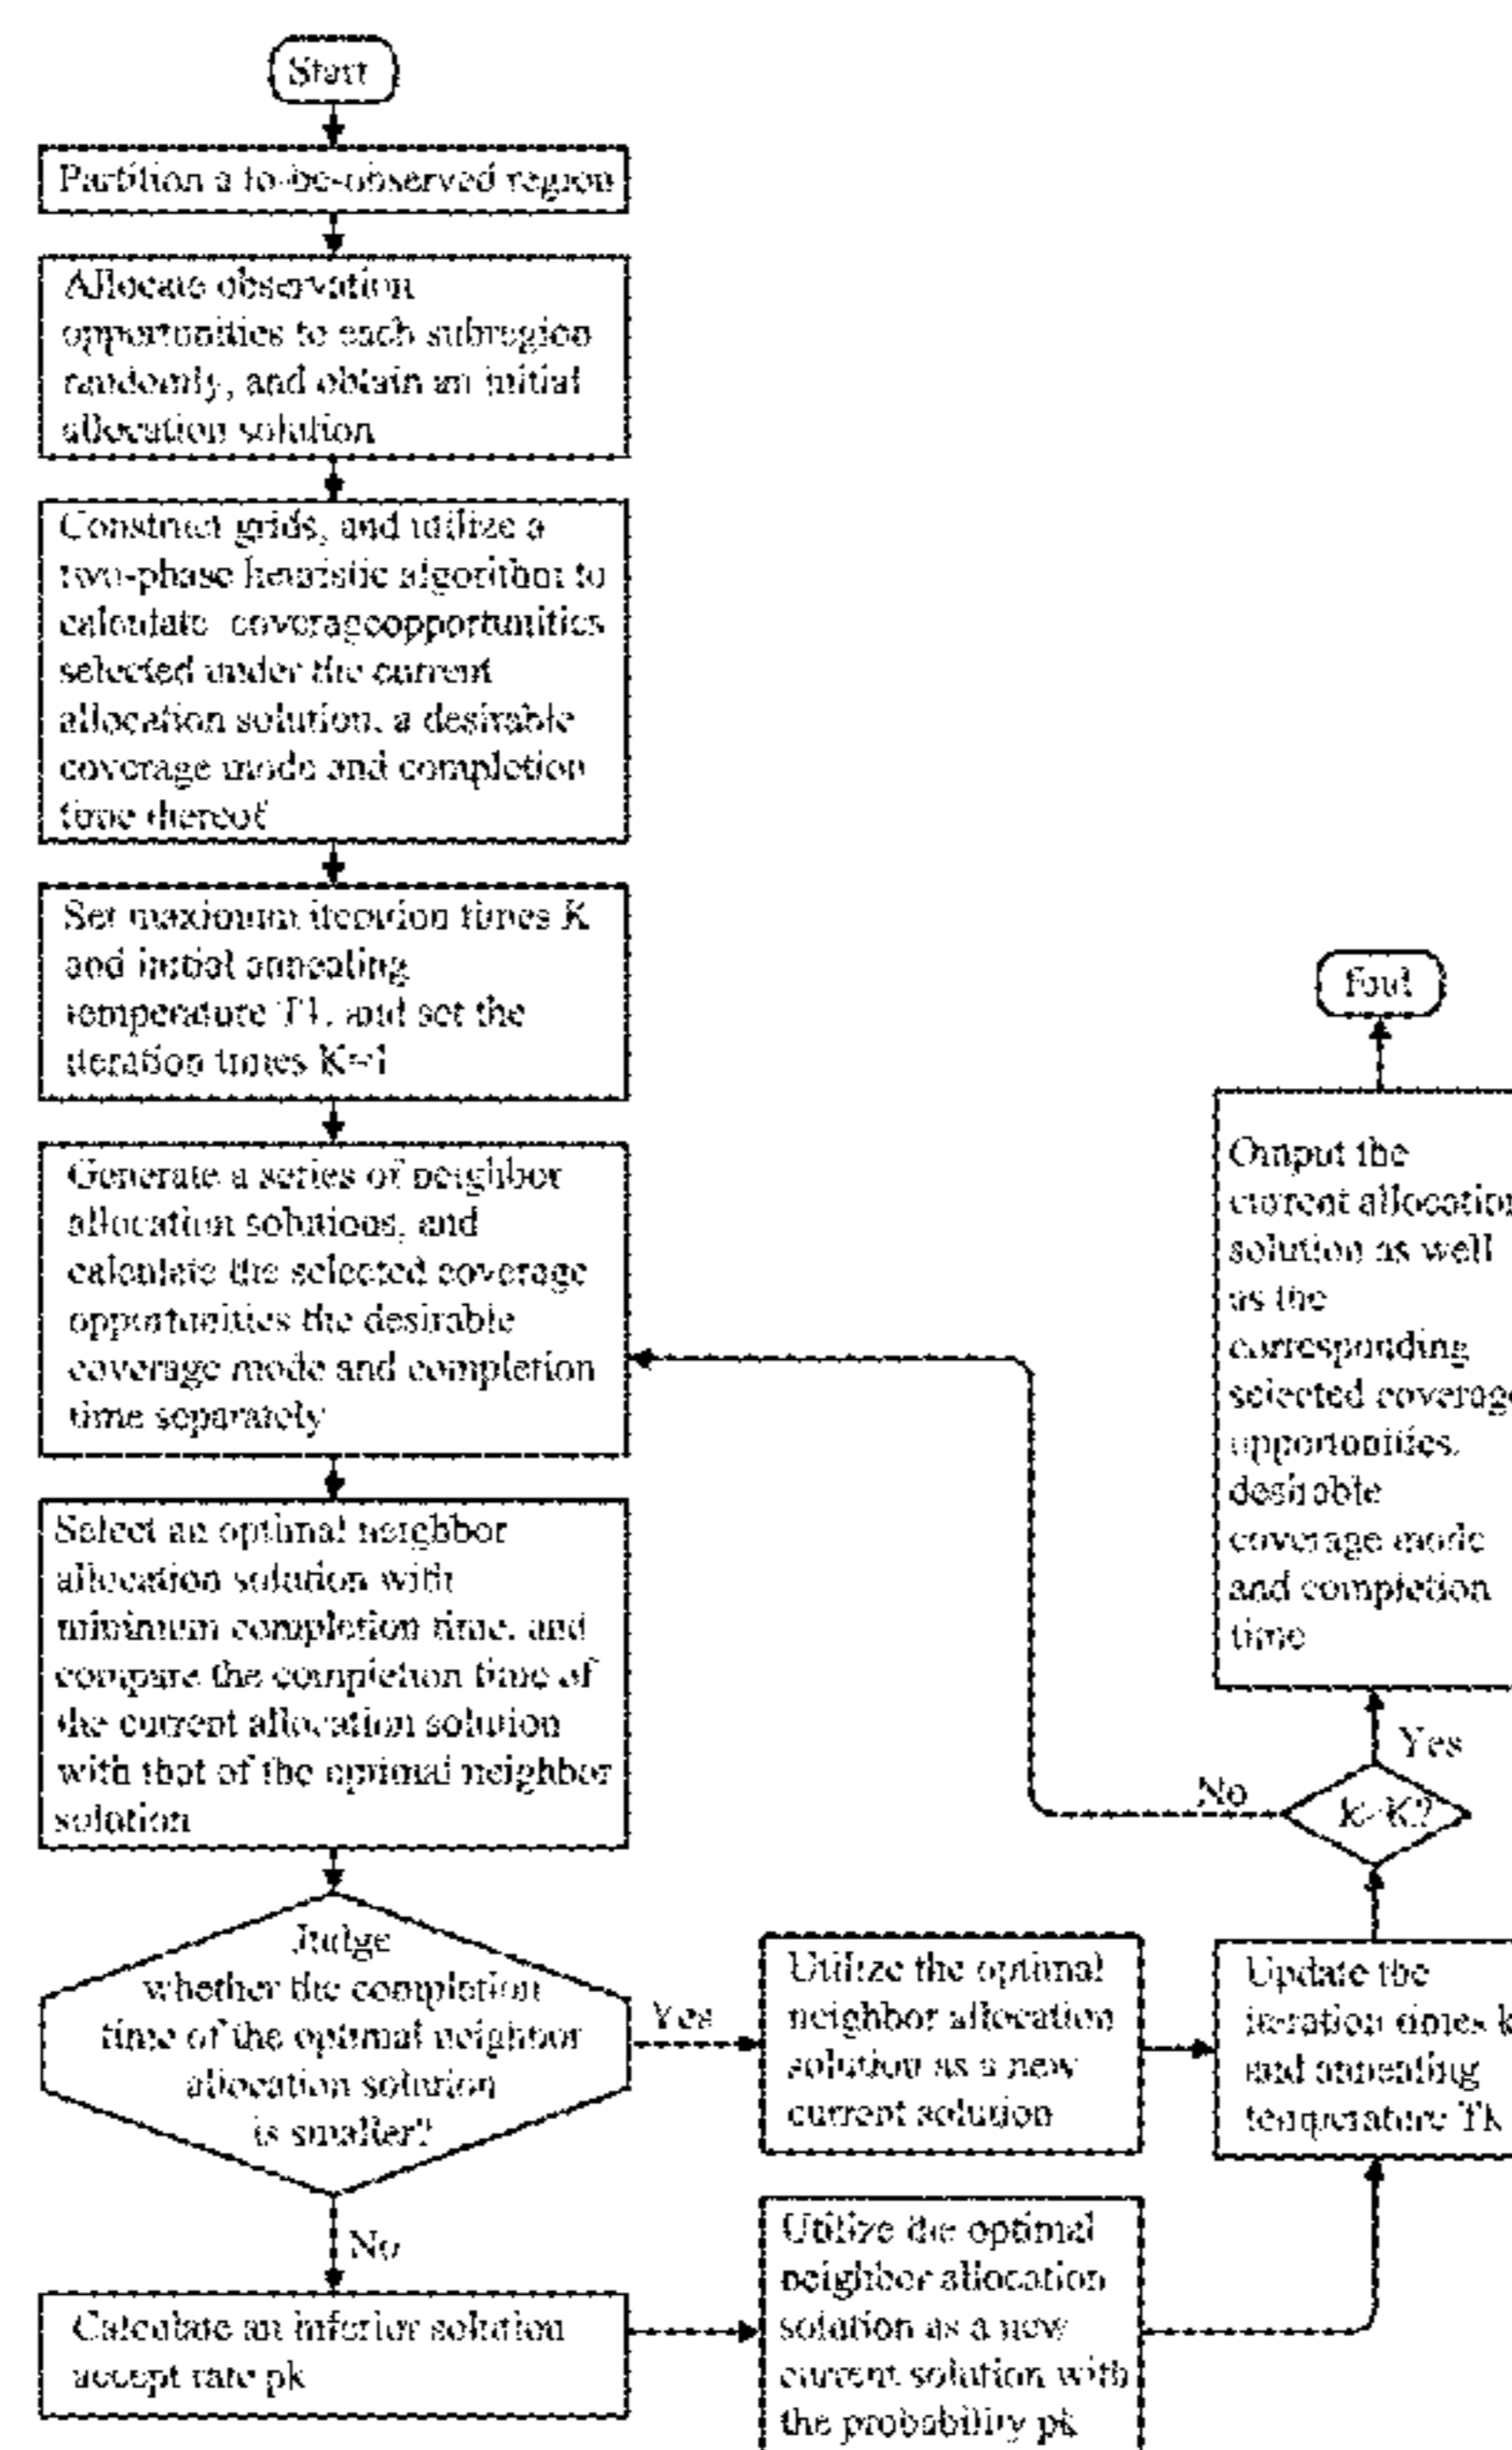 Start
Partition a to-be-observed region
Allocate observation
opportunities to each subregion
randomly, and obtain an initial
allocation solution
Construct grids, and utilize a
two-phase heuristic algorithm to
calculate coverageopportunities
selected under the current
allocation solution, a desirable
coverage mode and completion
time thereof
Set maximum iteration times K
and initial annealing
temperature T1, and set the
iteration times K=1
Generate a series of neighbor
allocation solutions, and
calculate the selected coverage
opportunities the desirable
coverage mode and completion
time separately
Select an optimal neighbor
allocation solution with
minimum completion time, and
compare the completion time of
the current allocation solution
with that of the optimal neighbor
solution
Judge
whether the completion
time of the optimal neighbor
allocation solution
is smaller?
Yes
No
Calculate an inferior solution
accept rate pk
Utilize the optimal
neighbor allocation
solution as a new
current solution
Utilize the optimal
neighbor allocation
solution as a new
current solution with
the probability pk
Update the
iteration times k
and annealing
temperature Tk
No
Yes
Output the
current allocation
solution as well
as the
corresponding
selected coverage
opportunities,
desirable
coverage mode
and completion
time